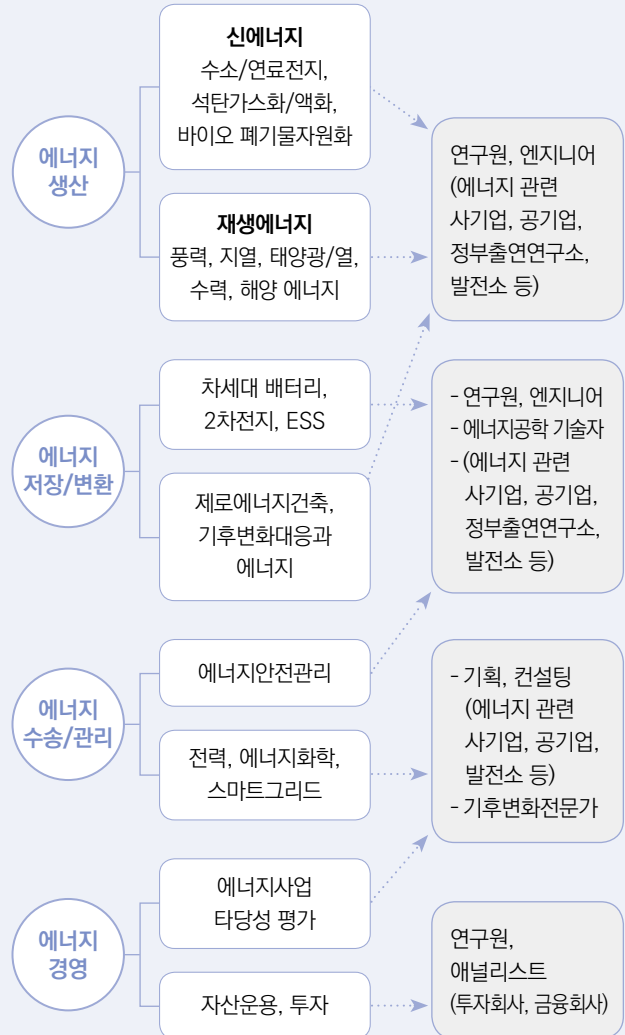 에너지
생산
신에너지
수소/연료전지,
석탄가스화/액화,
바이오 폐기물자원화
재생에너지
풍력, 지열, 태양광/열,
수력, 해양 에너지
연구원, 엔지니어
(에너지 관련
사기업, 공기업,
정부출연연구소,
발전소 등)
에너지
저장/변환
차세대 배터리,
2차전지, ESS
제로에너지건축,
기후변화대응과
에너지
- 연구원, 엔지니어
- 에너지공학 기술자
- (에너지 관련
사기업, 공기업,
정부출연연구소,
발전소 등)
에너지
수송/관리
에너지안전관리
전력, 에너지화학,
스마트그리드
- 기획, 컨설팅
(에너지 관련
사기업, 공기업,
발전소 등)
- 기후변화전문가
에너지
경영
에너지사업
타당성 평가
자산운용, 투자
연구원,
애널리스트
(투자회사, 금융회사)